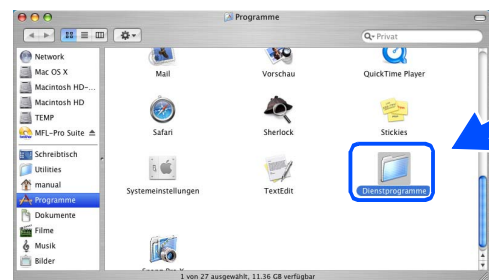 Programme
Privat
Network
Mac OS X
Macintosh HD-...
Macintosh HD
TEMP
MFL-Pro Suite
Schreibtisch
Utilities
manual
Programme
Dokumente
Filme
Musik
Bilder
Mail
Vorschau
QuickTime Player
Safari
Sherlock
Stickies
Systemeinstellungen
TextEdit
Dienstprogramme
1 von 27 ausgewählt, 11.36 GB verfügbar